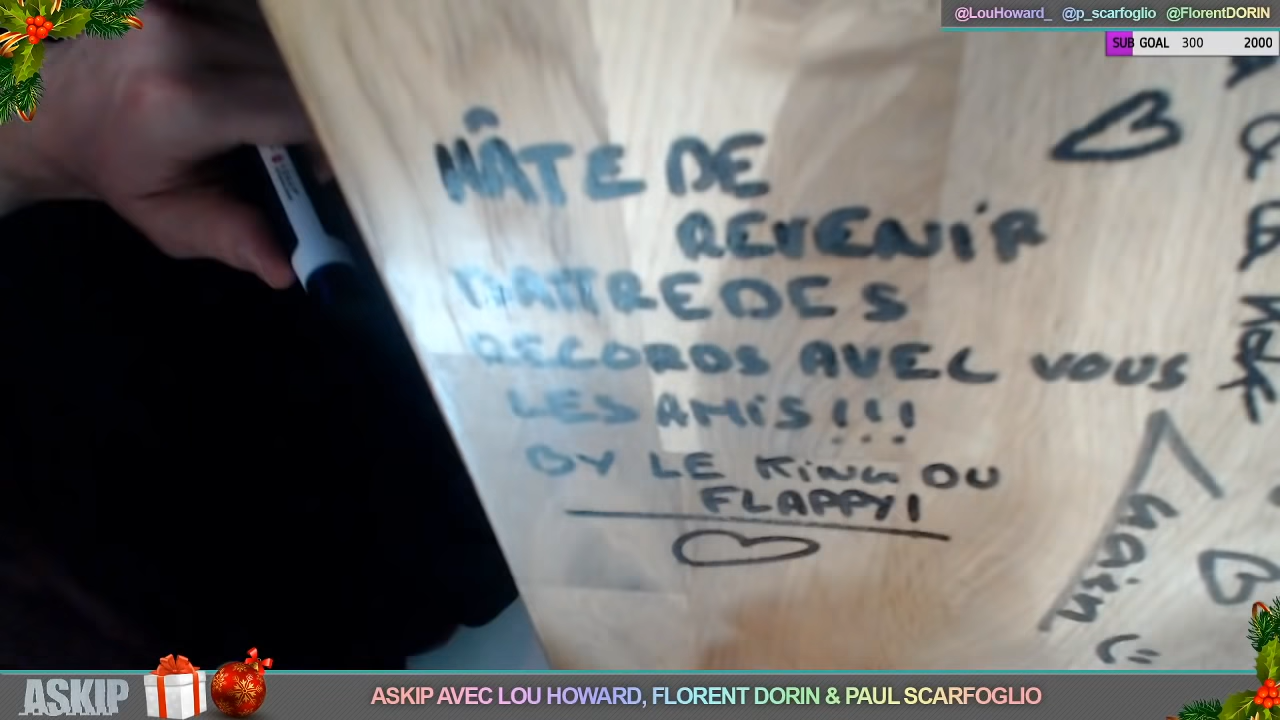 @LouHoward_ @p_scarfoglio @FlorentDORIN
SUB GOAL 300 2000
HÂTE DE
REVENIR
BATTRE DES
RECORDS AVEC VOUS
LES AMIS!!!
BY LE KING DU
FLAPPY!
ASKIP
ASKIP AVEC LOU HOWARD, FLORENT DORIN & PAUL SCARFOGLIO